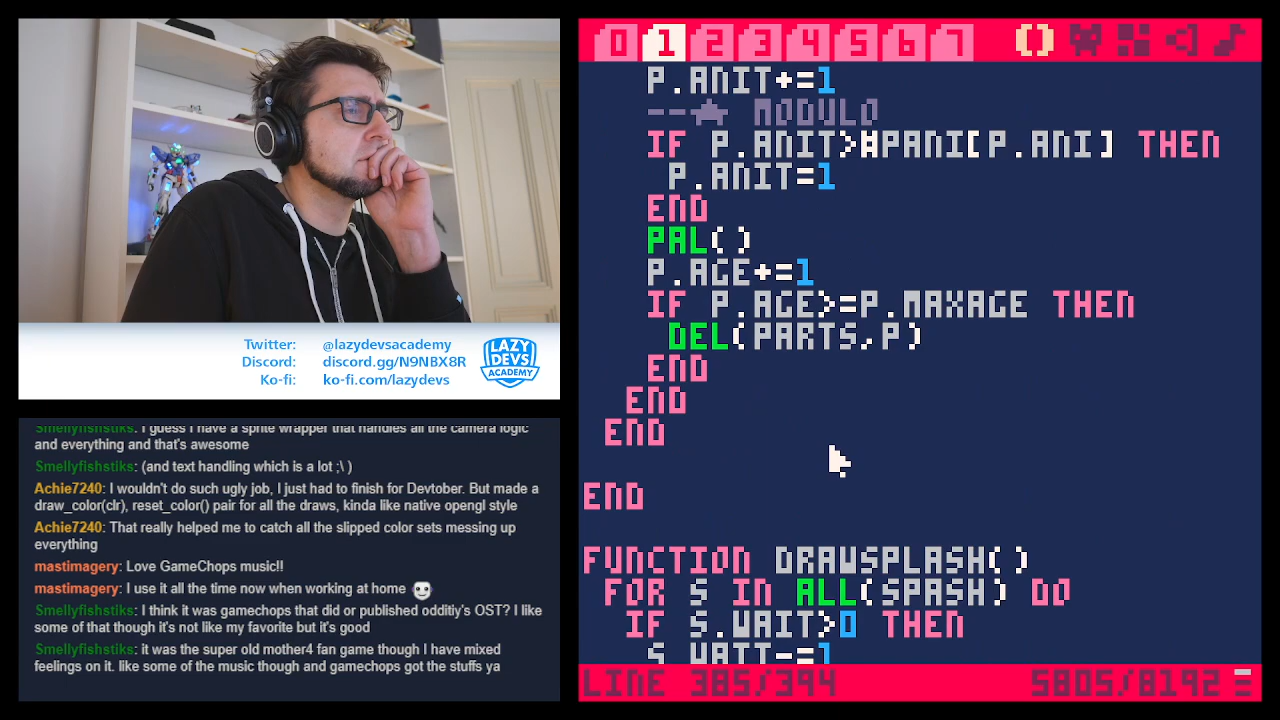 Twitter: @lazydevsacademy
Discord: discord.gg/N9NBX8R
Ko-fi: ko-fi.com/lazydevs
LAZY
DEVS
ACADEMY
Smellyfishstiks: I guess I have a sprite wrapper that handles all the camera logic
and everything and that's awesome
Smellyfishstiks: (and text handling which is a lot ;\ )
Achie7240: I wouldn't do such ugly job, I just had to finish for Devtober. But made a
draw_color(clr), reset_color() pair for all the draws, kinda like native opengl style
Achie7240: That really helped me to catch all the slipped color sets messing up
everything
mastimagery: Love GameChops music!!
mastimagery: I use it all the time now when working at home
Smellyfishstiks: I think it was gamechops that did or published odditiy's OST? I like
some of that though it's not like my favorite but it's good
Smellyfishstiks: it was the super old mother4 fan game though I have mixed
feelings on it. like some of the music though and gamechops got the stuffs ya
0 1 2 3 4 5 6 7 ()
P.ANIT+=1
--- MODULO
IF P.ANIT>#PANI[P.ANI] THEN
P.ANIT=1
END
PAL()
P.AGE+=1
IF P.AGE>=P.MAXAGE THEN
DEL(PARTS,P)
END
END
END
END
FUNCTION DRAWSPLASH()
FOR S IN ALL(SPASH) DO
IF S.WAIT>0 THEN
S.WAIT-=1
LINE 385/394 5805/8192